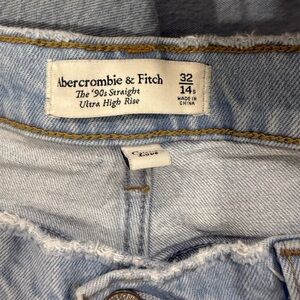 Abercrombie & Fitch
The '90s Straight
Ultra High Rise
32
14s
MADE IN
CHINA